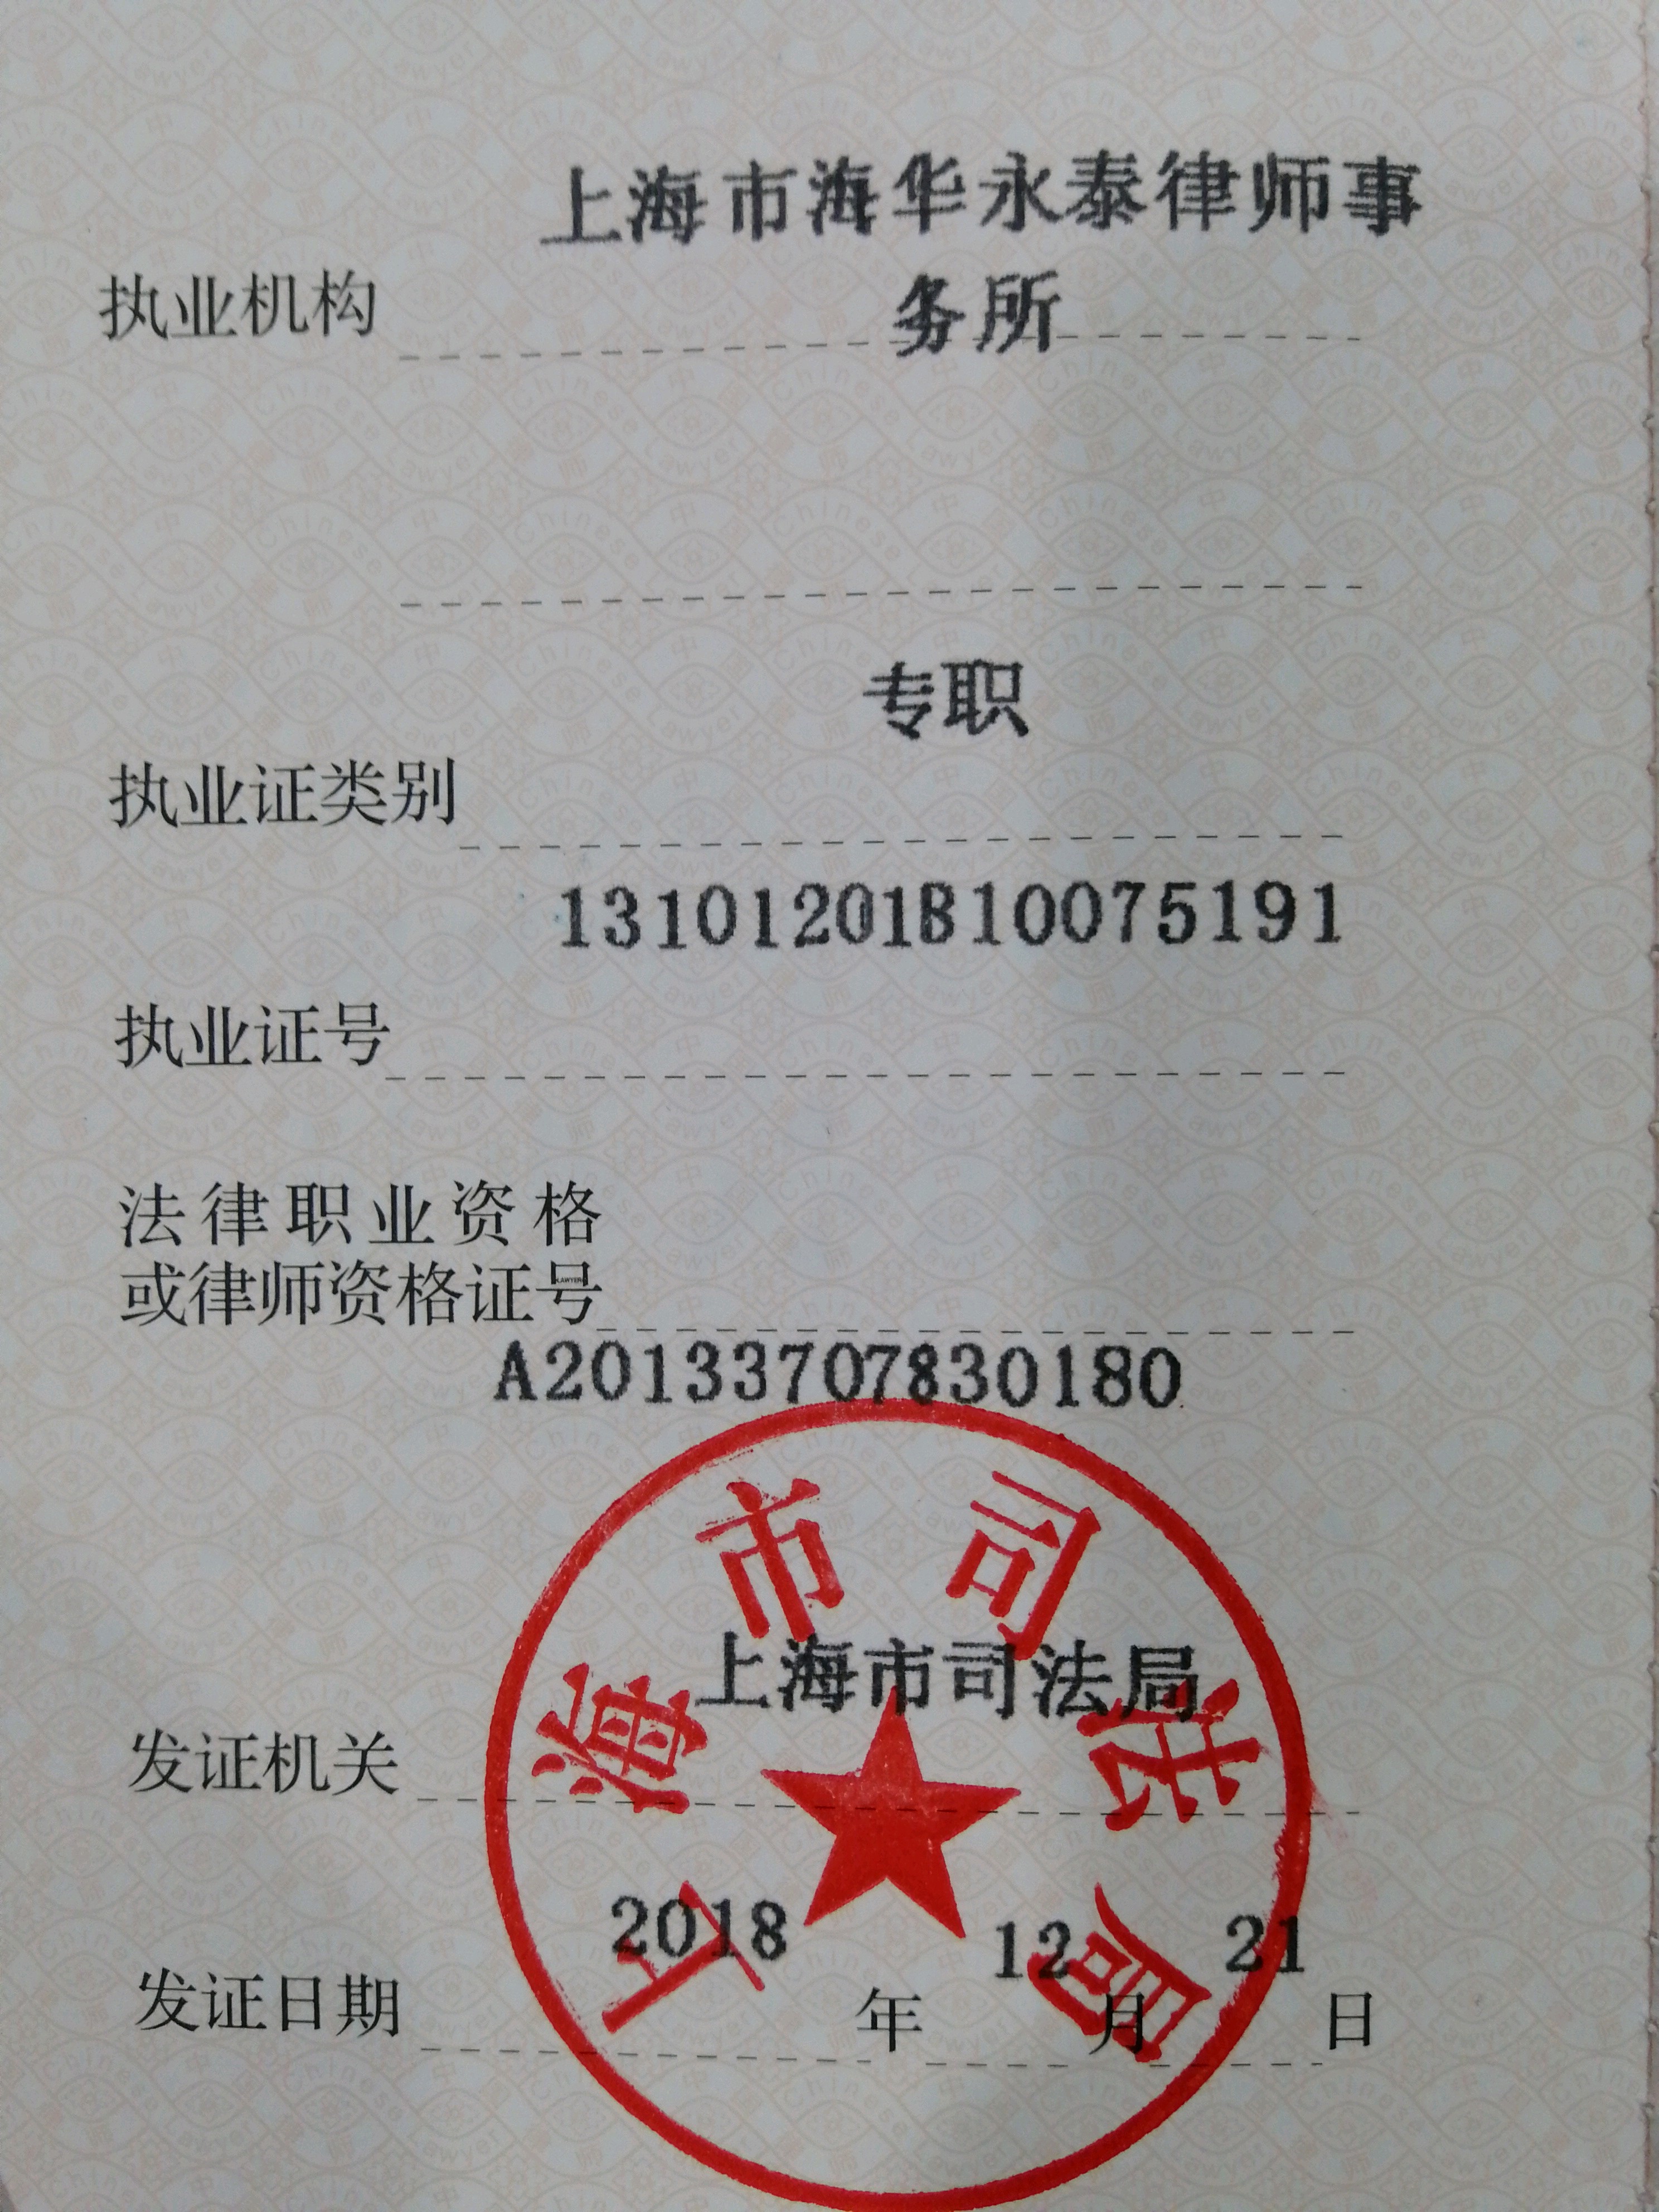 上海市海华永泰律师事
执业机构 务所
专职
执业证类别
13101201810075191
执业证号
法律职业资格
或律师资格证号
A20133707830180
上海市司法局
上海市司法局
发证机关
2018 12 21
发证日期 年 月 日